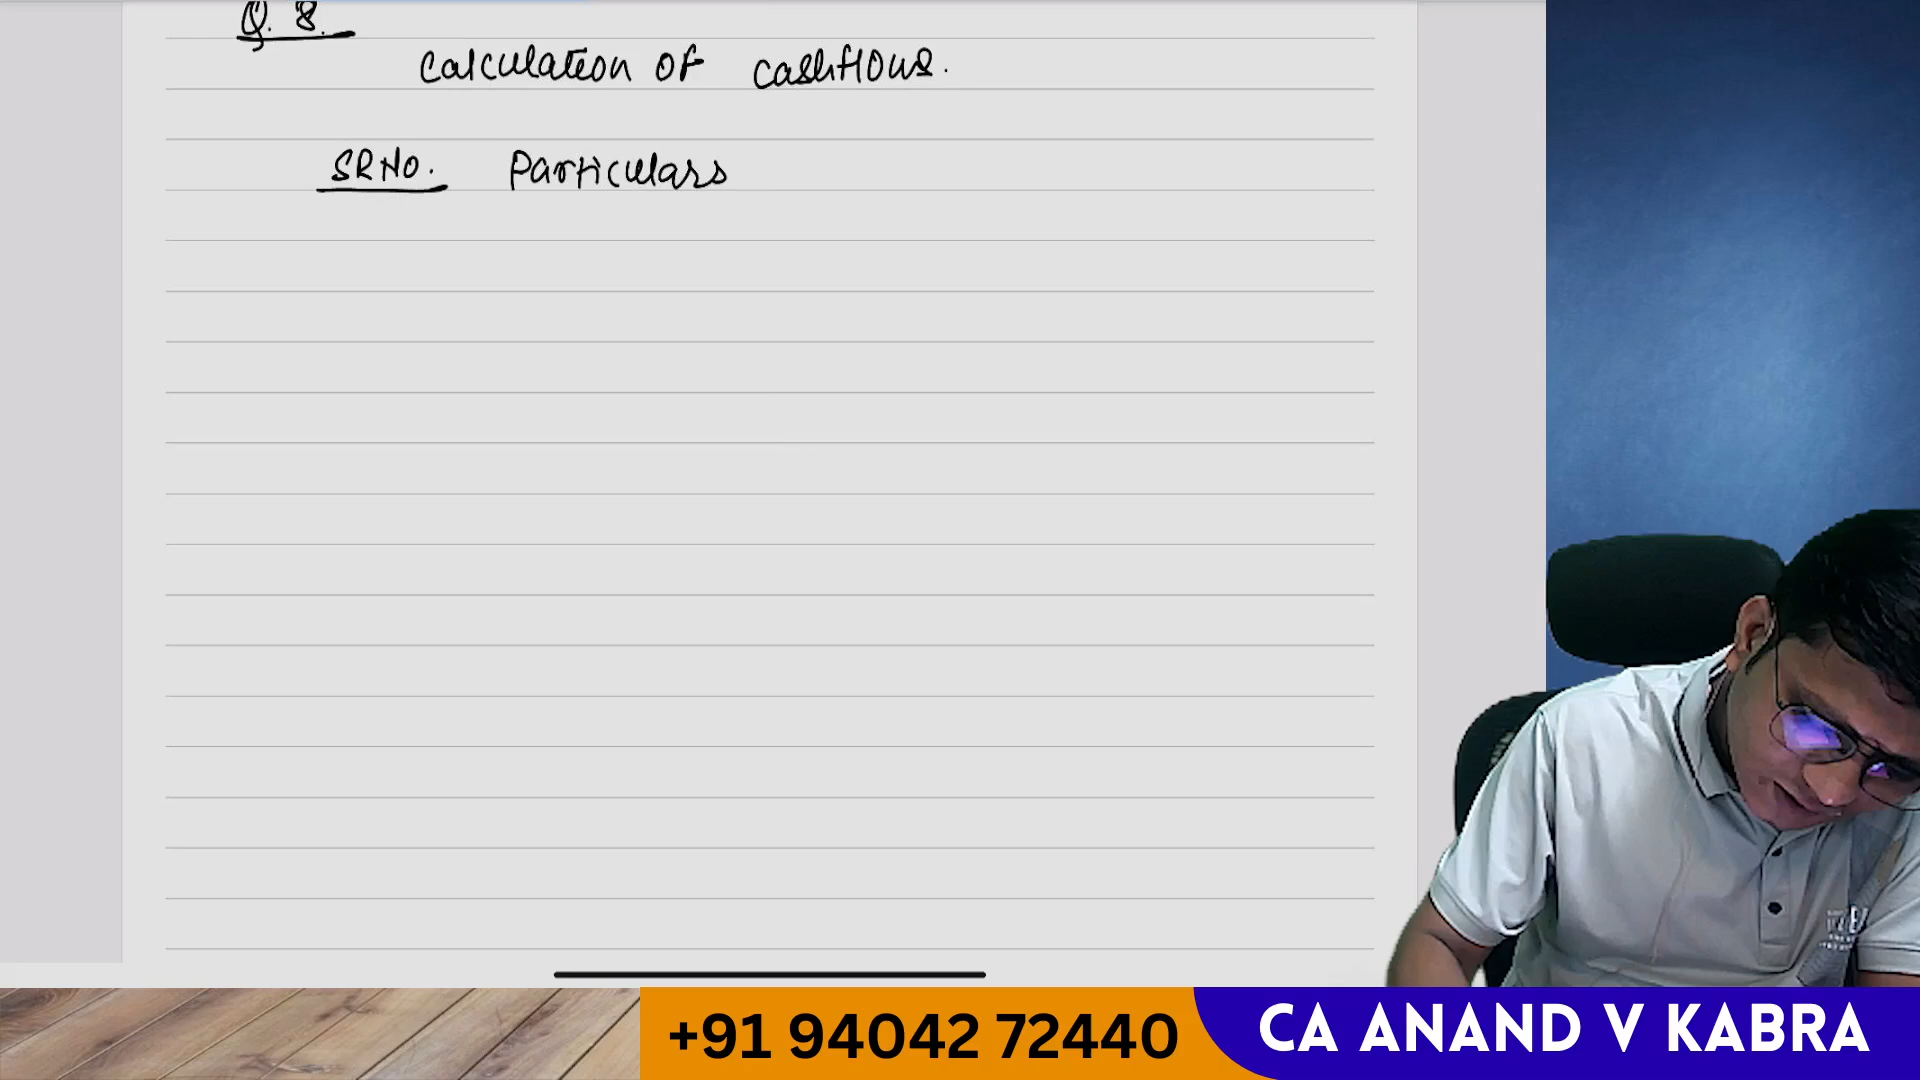 Q. 8.
Calculation of cashflows.
SR No. Particulars
+91 94042 72440
CA ANAND V KABRA